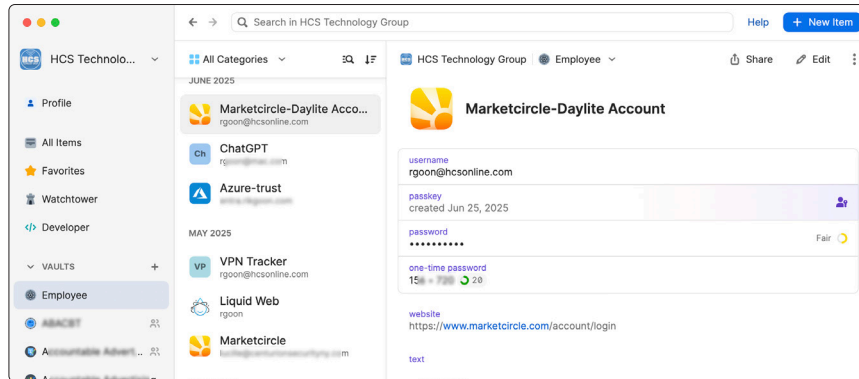 Search in HCS Technology Group
Help
+ New Item
HCS
HCS Technolo...
Profile
All Items
Favorites
Watchtower
Developer
VAULTS
Employee
All Categories
JUNE 2025
Marketcircle-Daylite Acco...
rgoon@hcsonline.com
Ch
ChatGPT
Azure-trust
MAY 2025
VP
VPN Tracker
rgoon@hcsonline.com
Liquid Web
rgoon
Marketcircle
HCS Technology Group
Employee
Share
Edit
Marketcircle-Daylite Account
username
rgoon@hcsonline.com
passkey
created Jun 25, 2025
password
••••••••••
Fair
one-time password
20
website
https://www.marketcircle.com/account/login
text